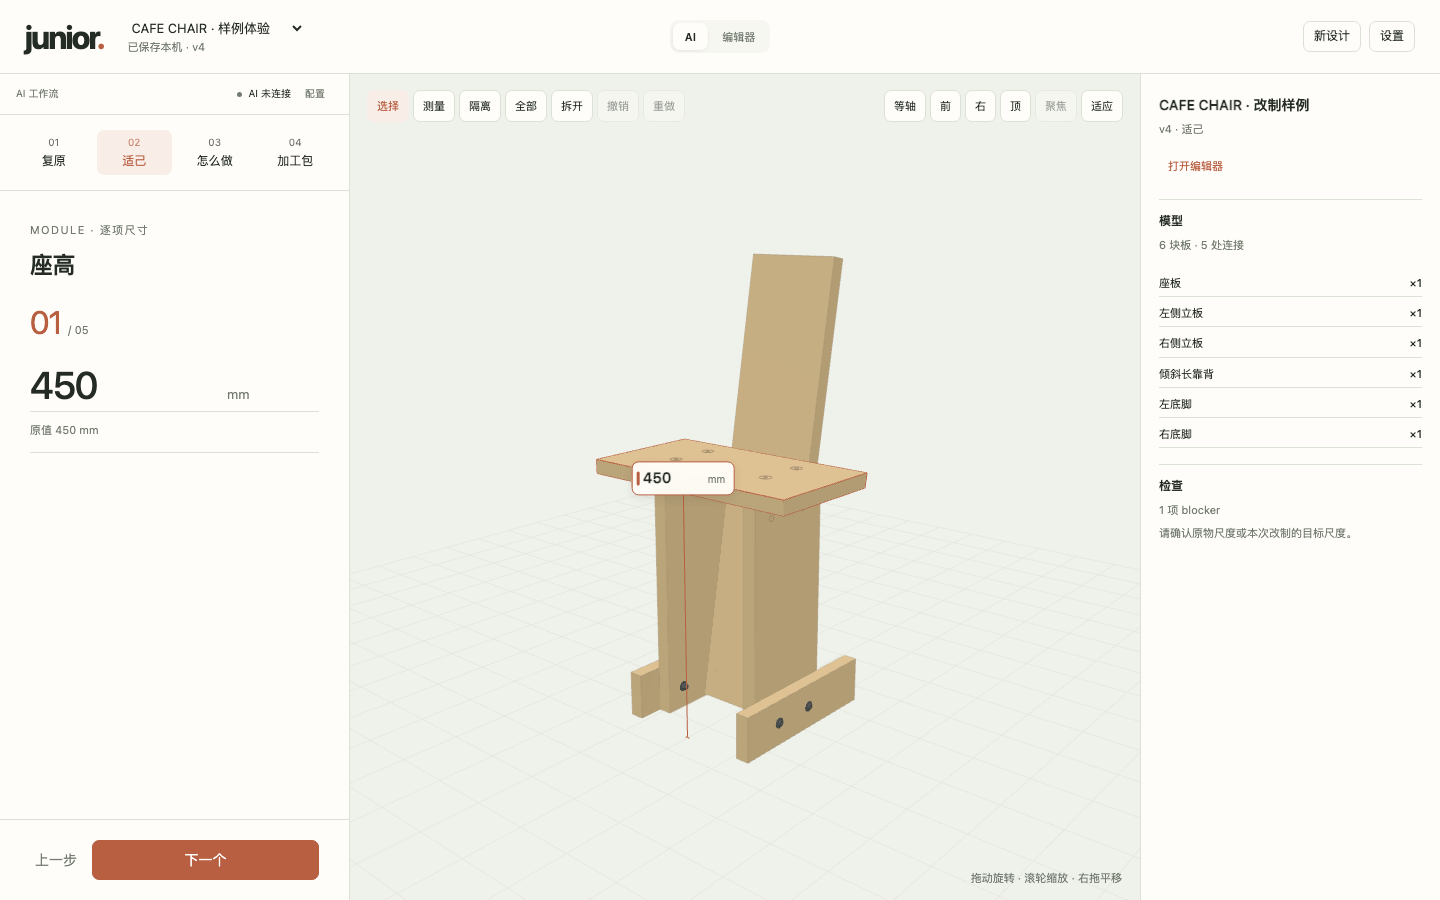 junior.
CAFE CHAIR · 样例体验
已保存本机 · v4
AI
编辑器
新设计
设置
AI 工作流
AI 未连接
配置
01
复原
02
适己
03
怎么做
04
加工包
MODULE · 逐项尺寸
座高
01 / 05
450 mm
原值 450 mm
上一步
下一个
选择
测量
隔离
全部
拆开
撤销
重做
等轴
前
右
顶
聚焦
适应
450 mm
拖动旋转 · 滚轮缩放 · 右拖平移
CAFE CHAIR · 改制样例
v4 · 适己
打开编辑器
模型
6 块板 · 5 处连接
座板 ×1
左侧立板 ×1
右侧立板 ×1
倾斜长靠背 ×1
左底脚 ×1
右底脚 ×1
检查
1 项 blocker
请确认原物尺度或本次改制的目标尺度。